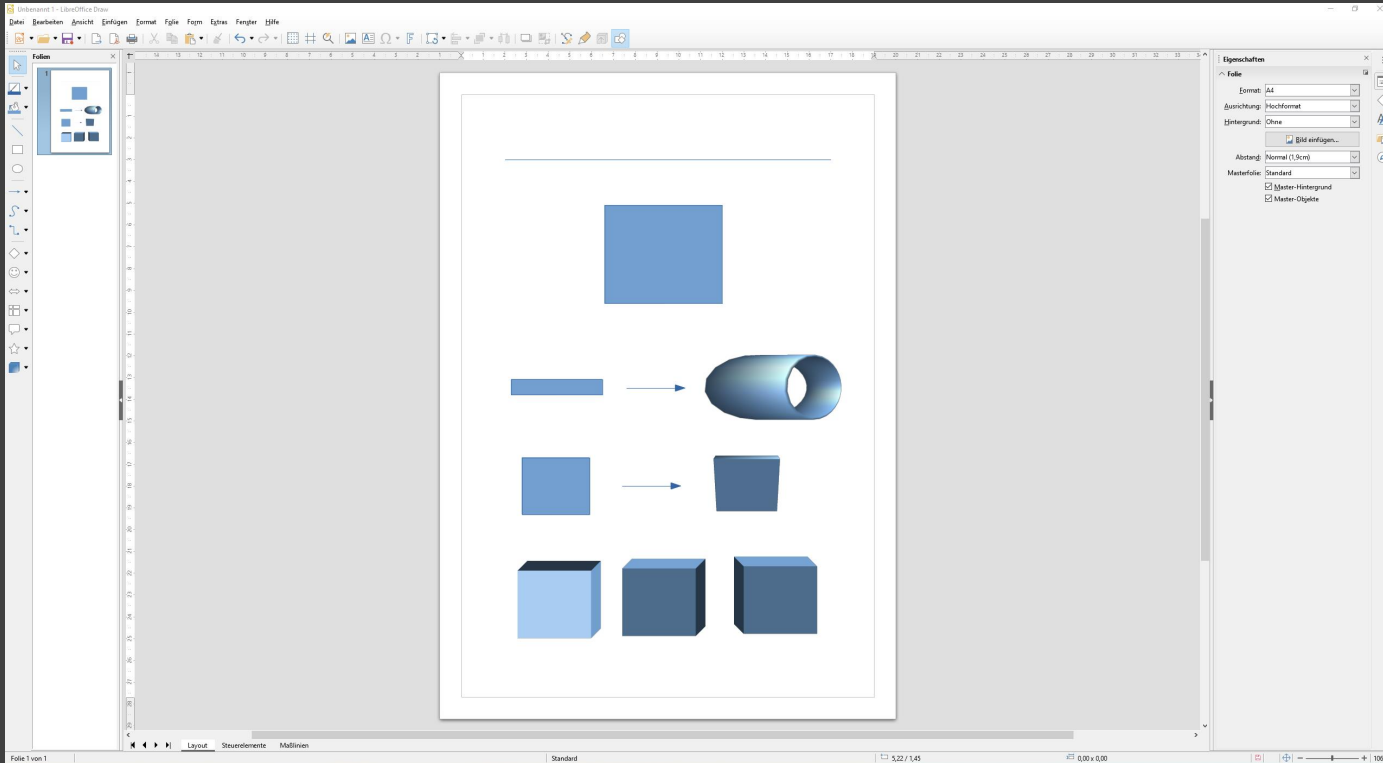 Unbenannt 1 - LibreOffice Draw
Datei Bearbeiten Ansicht Einfügen Format Folie Form Extras Fenster Hilfe
Folien
1
Eigenschaften
Folie
Format: A4
Ausrichtung: Hochformat
Hintergrund: Ohne
Bild einfügen...
Abstand: Normal (1,9cm)
Masterfolie: Standard
Master-Hintergrund
Master-Objekte
Layout Steuerelemente Maßlinien
Folie 1 von 1 Standard 5,22 / 1,45 0,00 x 0,00 106